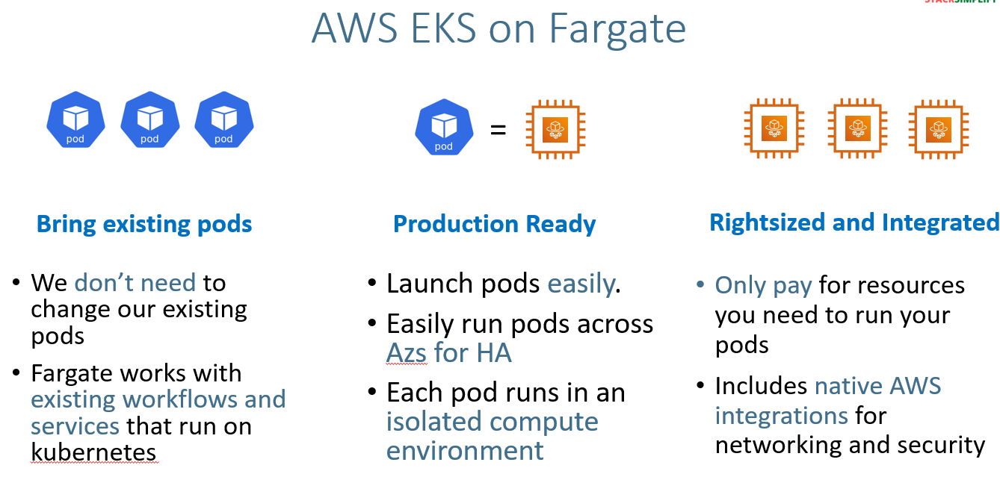 STACKSIMPLIFY
AWS EKS on Fargate
pod
pod
pod
pod
=
Bring existing pods
• We don’t need to
change our existing
pods
• Fargate works with
existing workflows and
services that run on
kubernetes
Production Ready
• Launch pods easily.
• Easily run pods across
Azs for HA
• Each pod runs in an
isolated compute
environment
Rightsized and Integrated
• Only pay for resources
you need to run your
pods
• Includes native AWS
integrations for
networking and security